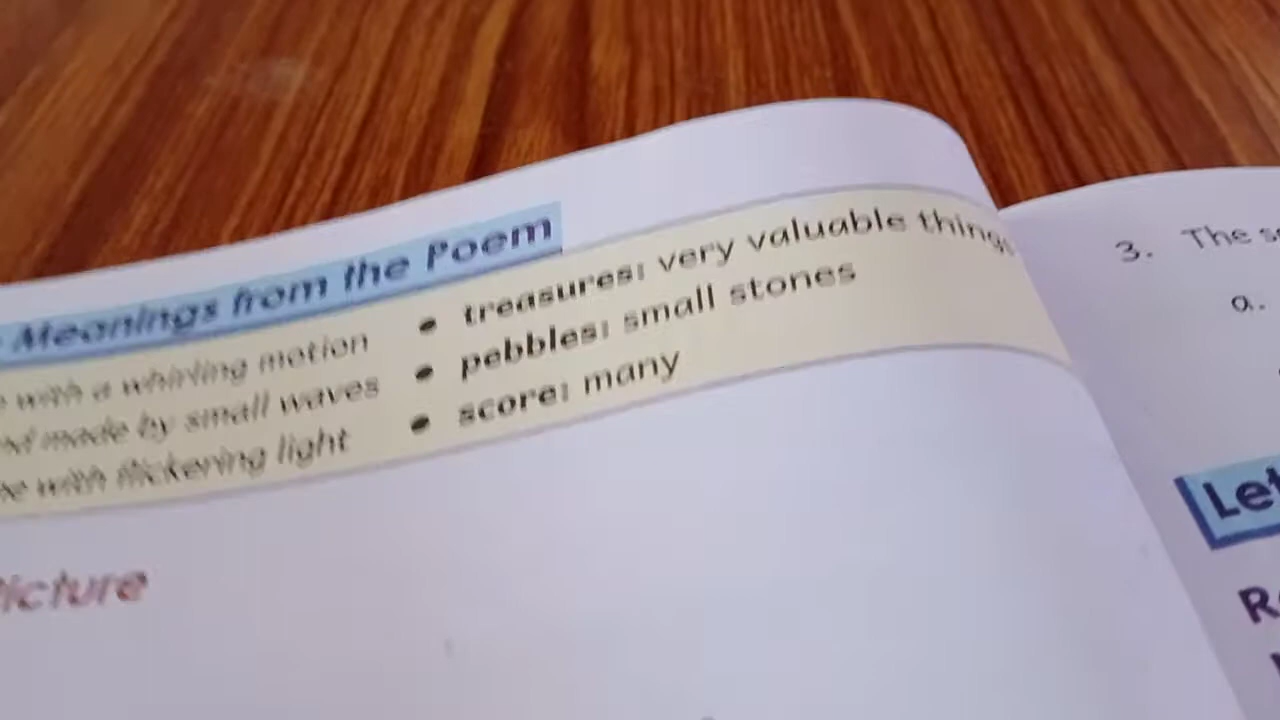 Meanings from the Poem
with a whirling motion
made by small waves
with flickering light
• treasures: very valuable things
• pebbles: small stones
• score: many
Picture
3. The
a.
Let